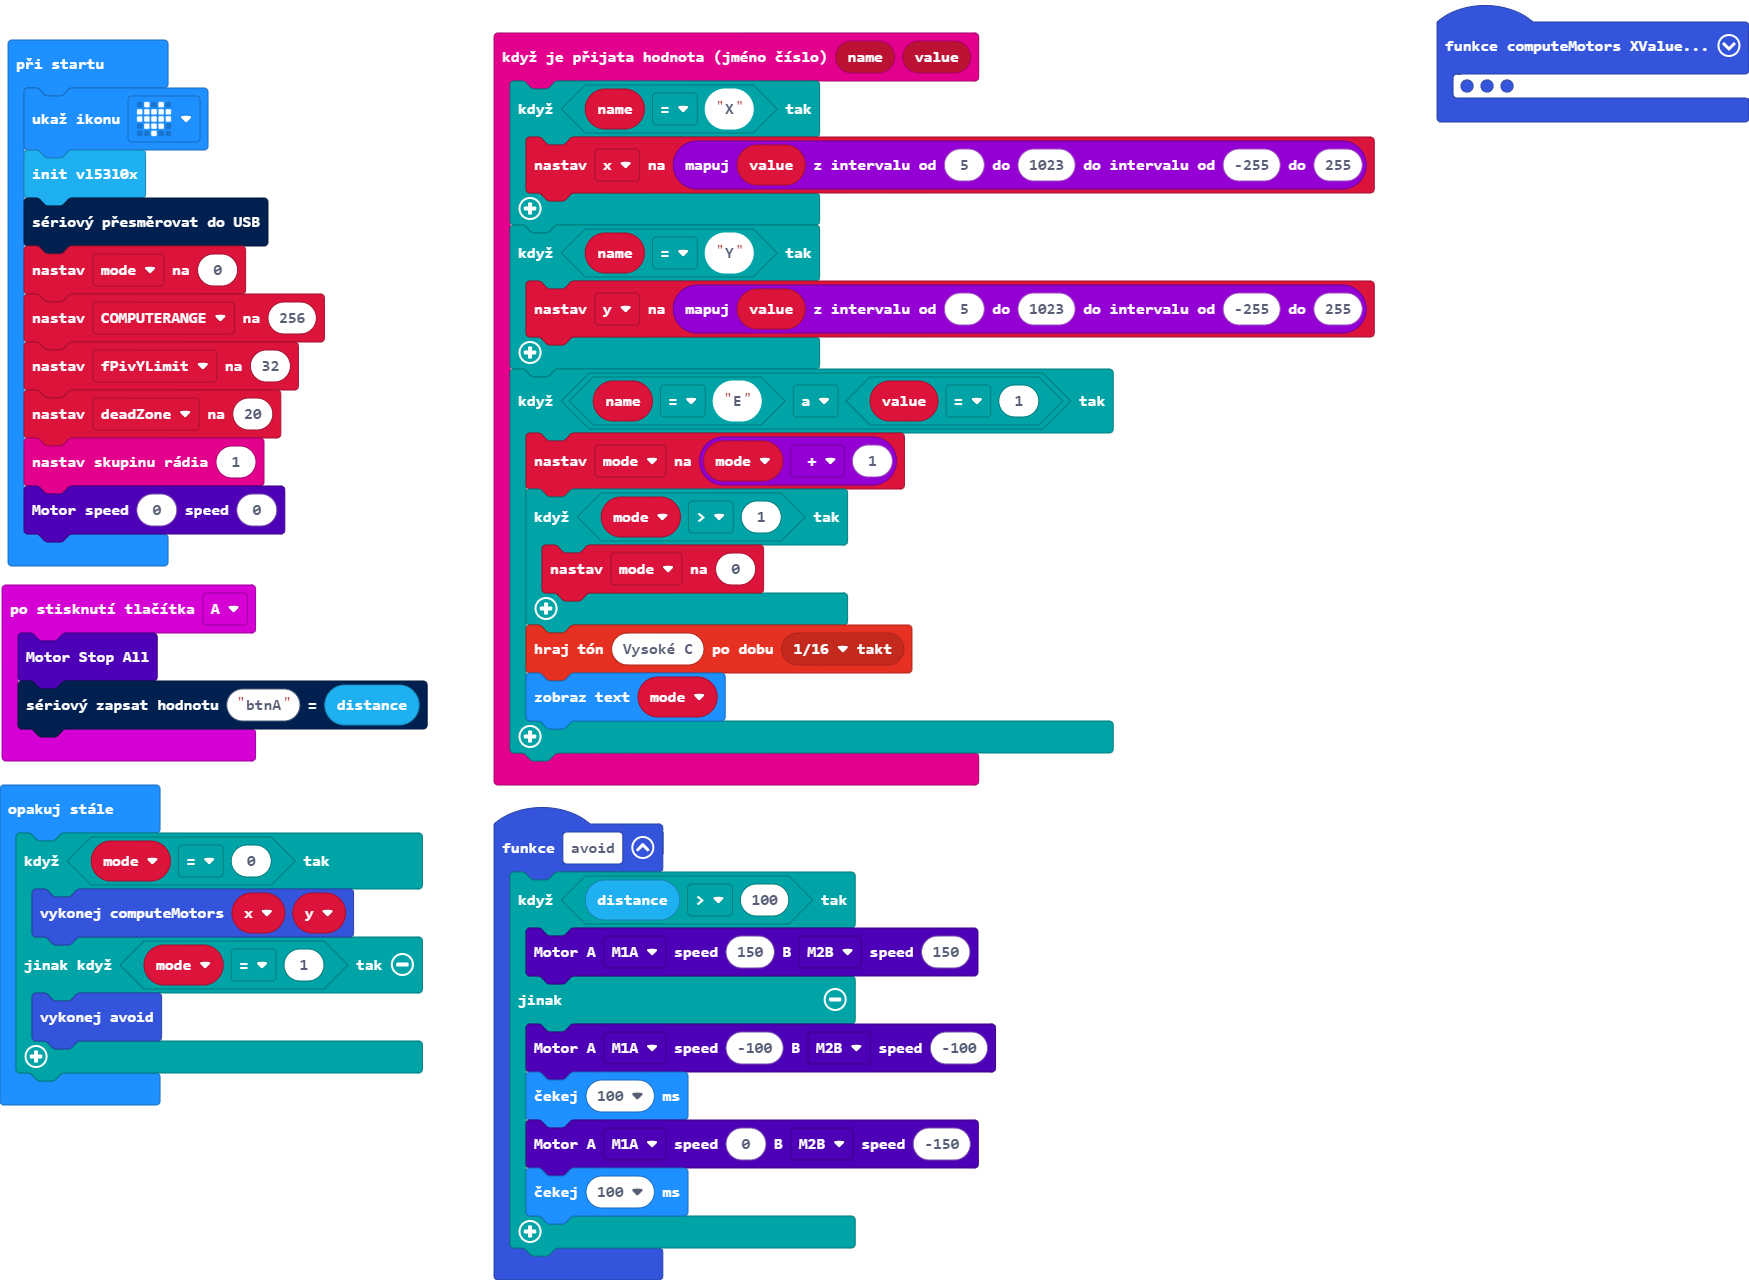 při startu
ukaž ikonu
init vl5310x
sériový přesměrovat do USB
nastav mode na 0
nastav COMPUTERANGE na 256
nastav fPivYLimit na 32
nastav deadZone na 20
nastav skupinu rádia 1
Motor speed 0 speed 0
po stisknutí tlačítka A
Motor Stop All
sériový zapsat hodnotu "btnA" = distance
opakuj stále
když mode = 0 tak
vykonej computeMotors x y
jinak když mode = 1 tak
vykonej avoid
když je přijata hodnota (jméno číslo) name value
když name = "X" tak
nastav x na mapuj value z intervalu od 5 do 1023 do intervalu od -255 do 255
když name = "Y" tak
nastav y na mapuj value z intervalu od 5 do 1023 do intervalu od -255 do 255
když name = "E" a value = 1 tak
nastav mode na mode + 1
když mode > 1 tak
nastav mode na 0
hraj tón Vysoké C po dobu 1/16 takt
zobraz text mode
funkce avoid
když distance > 100 tak
Motor A M1A speed 150 B M2B speed 150
jinak
Motor A M1A speed -100 B M2B speed -100
čekej 100 ms
Motor A M1A speed 0 B M2B speed -150
čekej 100 ms
funkce computeMotors XValue...